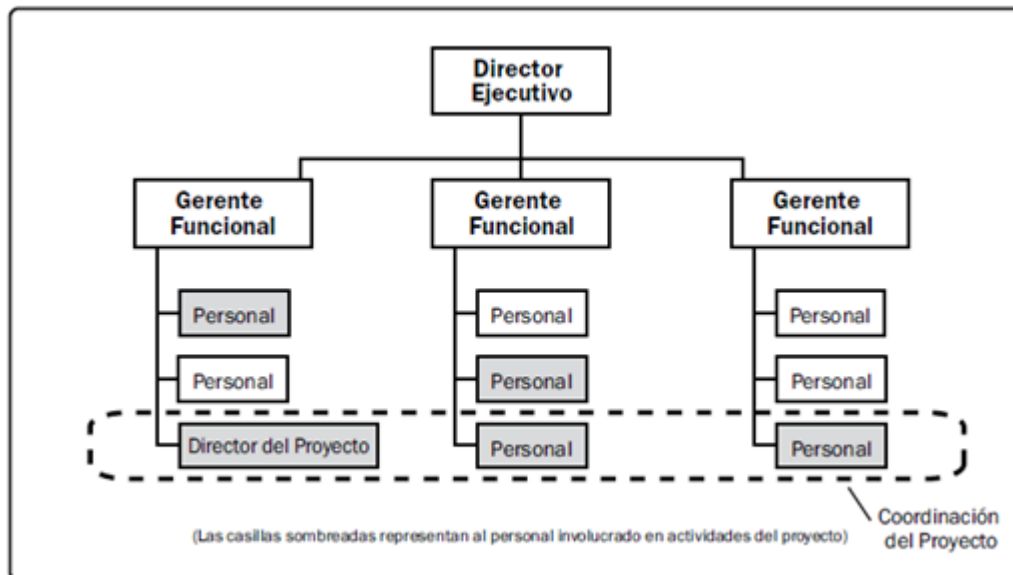 Director
Ejecutivo
Gerente
Funcional
Gerente
Funcional
Gerente
Funcional
Personal
Personal
Personal
Personal
Personal
Personal
Director del Proyecto
Personal
Personal
Coordinación
del Proyecto
(Las casillas sombreadas representan al personal involucrado en actividades del proyecto)